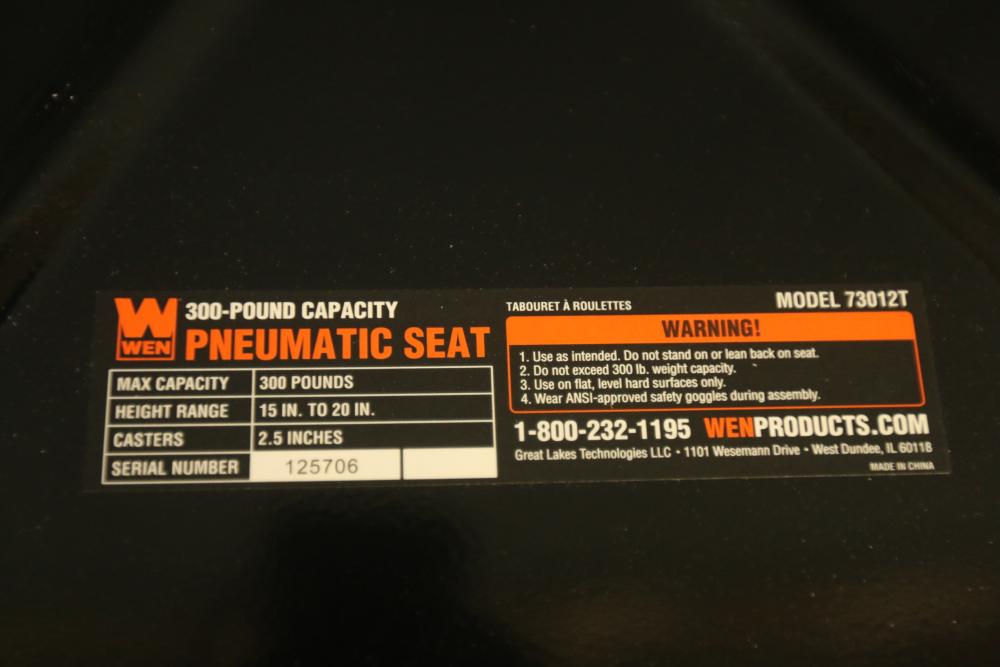 W
WEN
300-POUND CAPACITY
PNEUMATIC SEAT
MAX CAPACITY 300 POUNDS
HEIGHT RANGE 15 IN. TO 20 IN.
CASTERS 2.5 INCHES
SERIAL NUMBER 125706
TABOURET À ROULETTES
MODEL 73012T
WARNING!
1. Use as intended. Do not stand on or lean back on seat.
2. Do not exceed 300 lb. weight capacity.
3. Use on flat, level hard surfaces only.
4. Wear ANSI-approved safety goggles during assembly.
1-800-232-1195 WENPRODUCTS.COM
Great Lakes Technologies LLC • 1101 Wesemann Drive • West Dundee, IL 60118
MADE IN CHINA